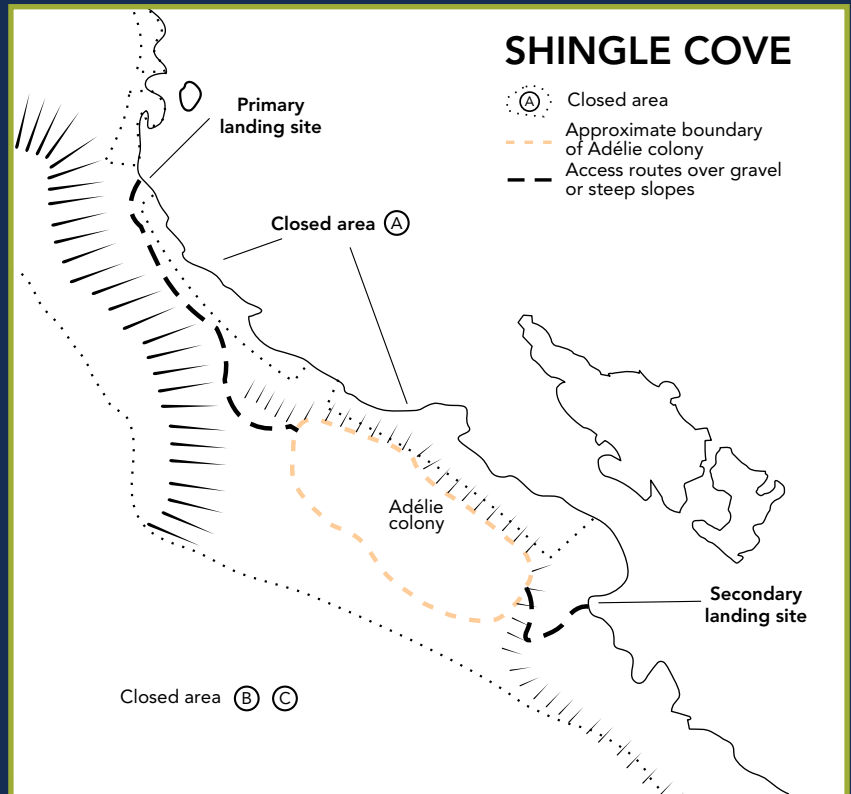 SHINGLE COVE
A Closed area
Approximate boundary
of Adélie colony
Access routes over gravel
or steep slopes
Primary
landing site
Closed area A
Adélie
colony
Secondary
landing site
Closed area B C